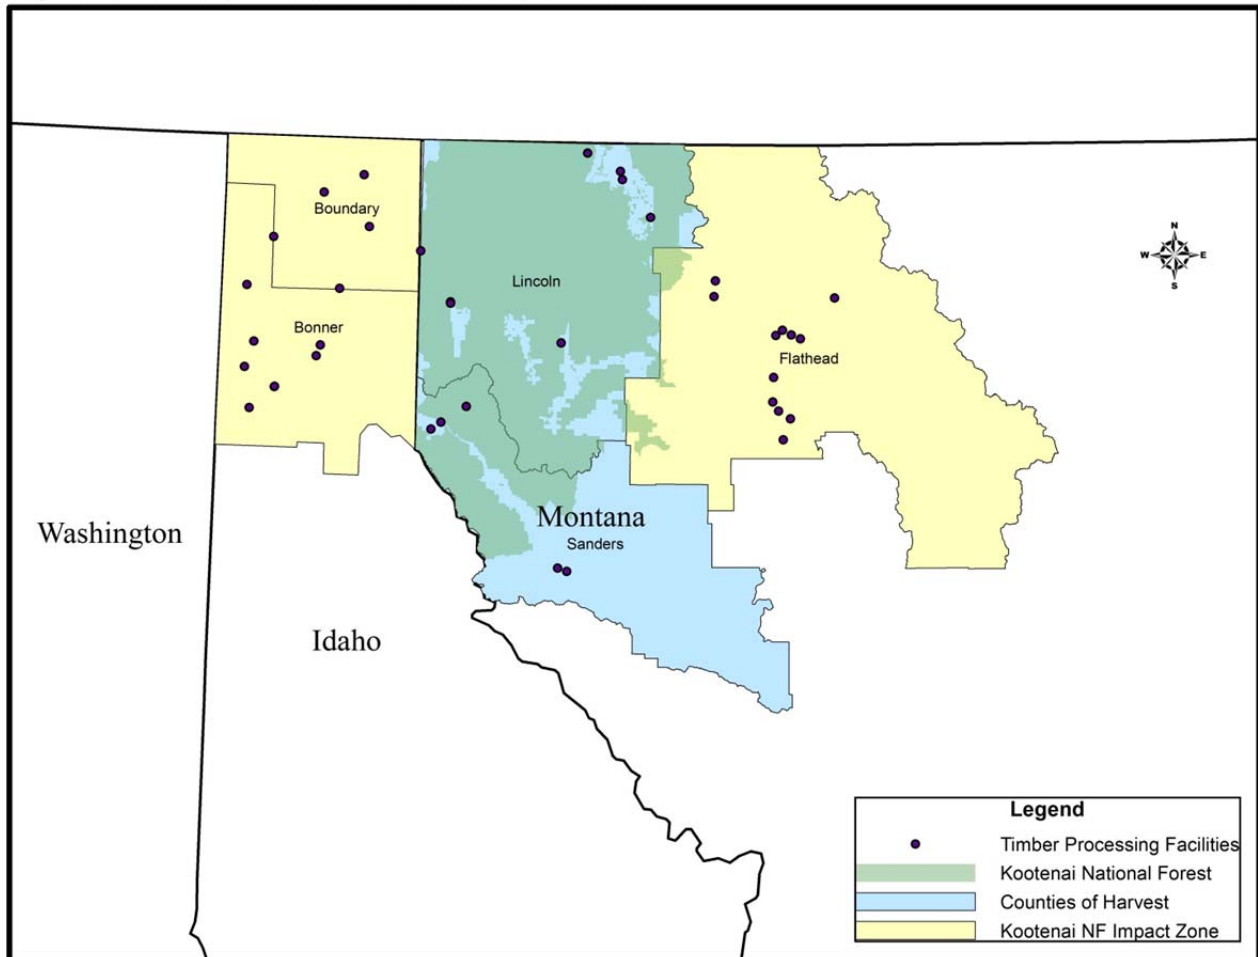 Boundary
Lincoln
Bonner
Flathead
N
W E
S
Washington
Montana
Sanders
Idaho
Legend
Timber Processing Facilities
Kootenai National Forest
Counties of Harvest
Kootenai NF Impact Zone